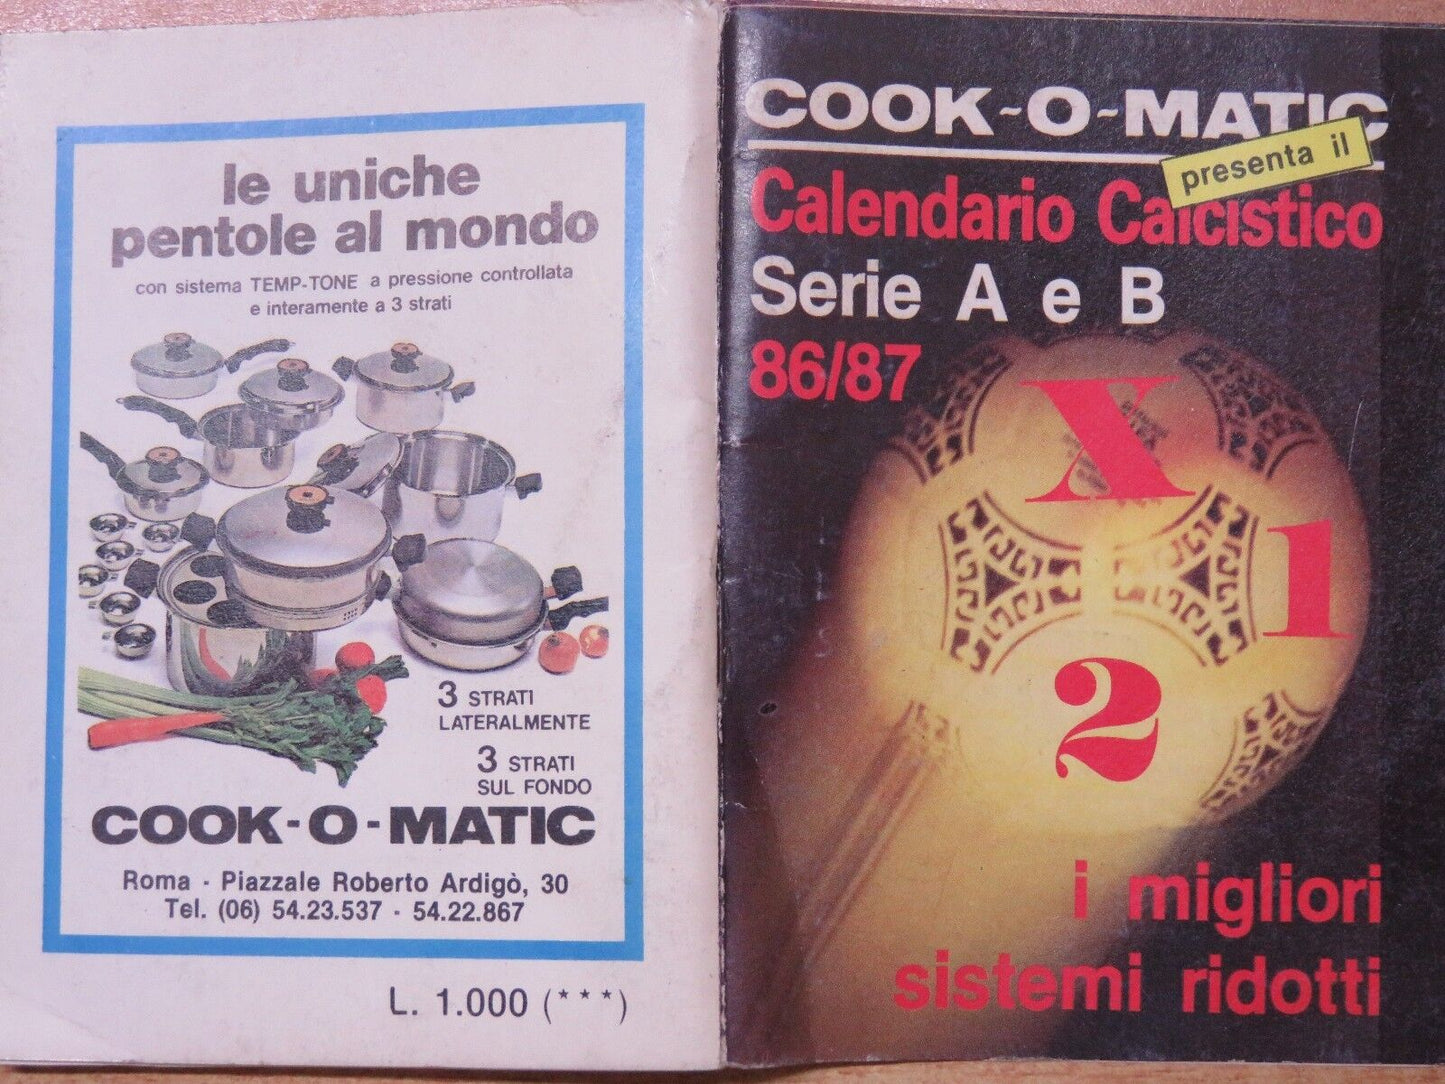 le uniche
pentole al mondo
con sistema TEMP-TONE a pressione controllata
e interamente a 3 strati
3 STRATI
LATERALMENTE
3 STRATI
SUL FONDO
COOK-O-MATIC
Roma - Piazzale Roberto Ardigò, 30
Tel. (06) 54.23.537 - 54.22.867
L. 1.000 (***)
COOK-O-MATIC
presenta il
Calendario Calcistico
Serie A e B
86/87
X
1
2
i migliori
sistemi ridotti